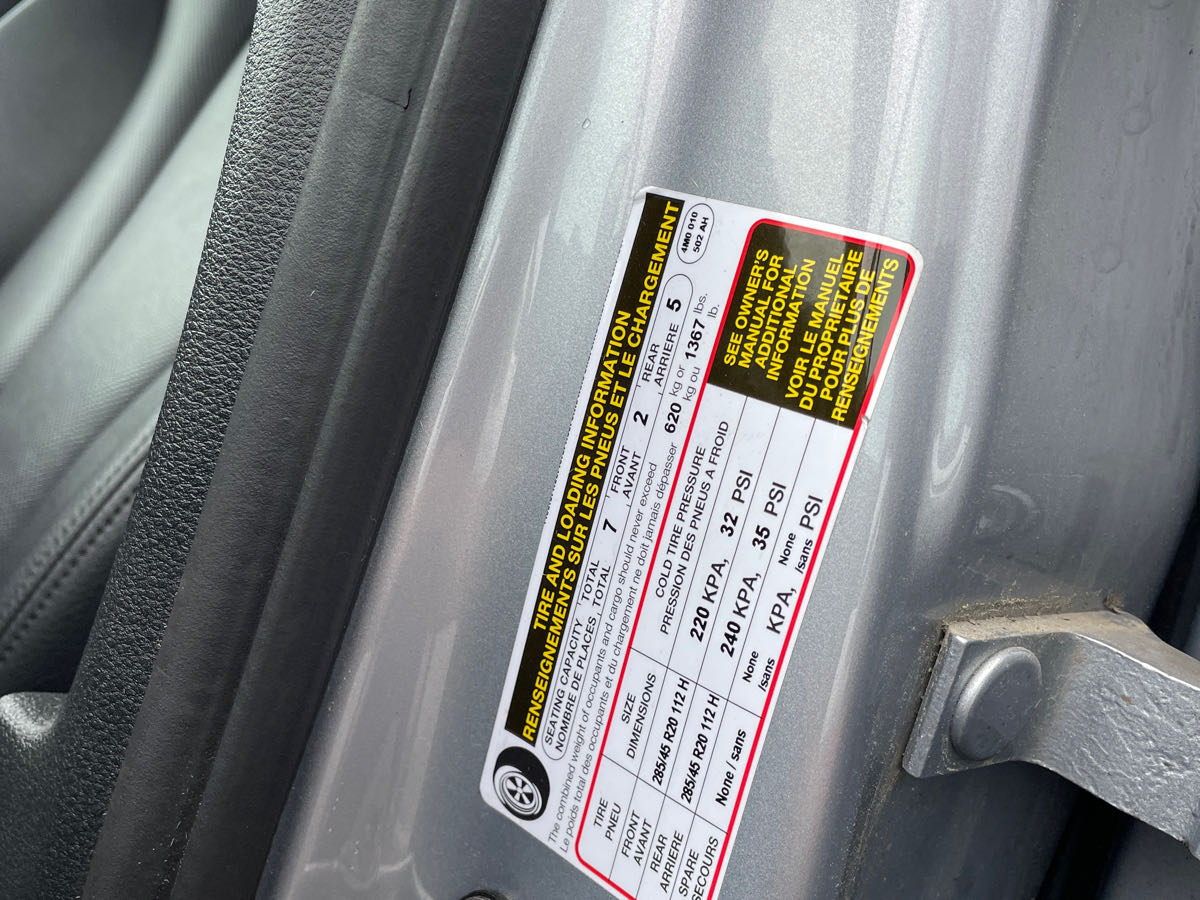 TIRE AND LOADING INFORMATION
RENSEIGNEMENTS SUR LES PNEUS ET LE CHARGEMENT
4M0 010
502 AH
SEATING CAPACITY TOTAL 7 FRONT 2 REAR 5
NOMBRE DE PLACES TOTAL AVANT ARRIERE
The combined weight of occupants and cargo should never exceed 620 kg or 1367 lbs.
Le poids total des occupants et du chargement ne doit jamais dépasser kg ou lb.
TIRE SIZE COLD TIRE PRESSURE
PNEU DIMENSIONS PRESSION DES PNEUS A FROID
FRONT
AVANT 285/45 R20 112 H 220 KPA, 32 PSI
REAR
ARRIERE 285/45 R20 112 H 240 KPA, 35 PSI
SPARE
SECOURS None / sans None /sans KPA, None /sans PSI
SEE OWNER'S
MANUAL FOR
ADDITIONAL
INFORMATION
VOIR LE MANUEL
DU PROPRIETAIRE
POUR PLUS DE
RENSEIGNEMENTS